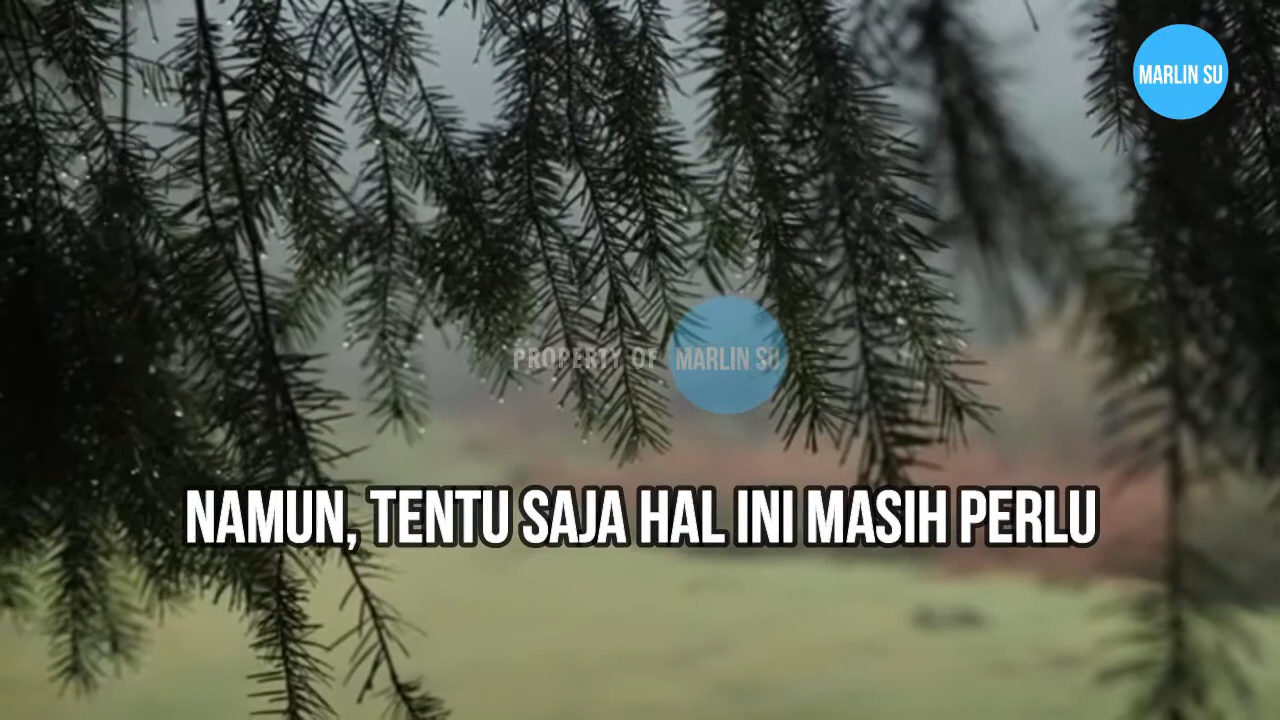 MARLIN SU
PROPERTY OF MARLIN SU
NAMUN, TENTU SAJA HAL INI MASIH PERLU